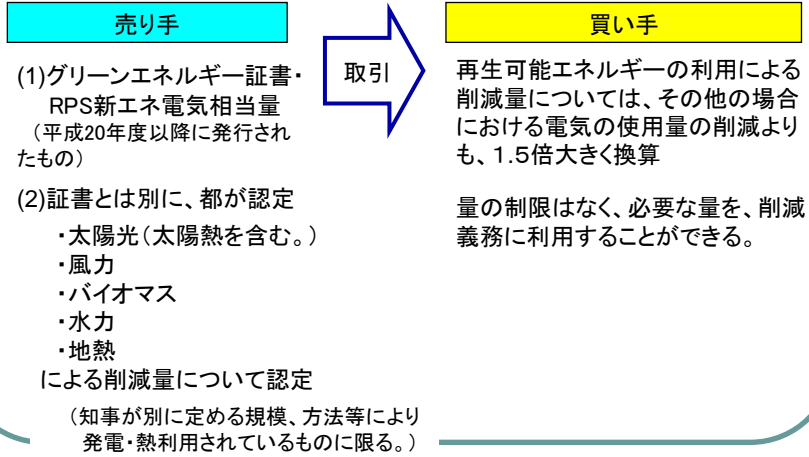 売り手
(1)グリーンエネルギー証書・
RPS新エネ電気相当量
（平成20年度以降に発行され
たもの）
(2)証書とは別に、都が認定
・太陽光（太陽熱を含む。）
・風力
・バイオマス
・水力
・地熱
による削減量について認定
（知事が別に定める規模、方法等により
発電・熱利用されているものに限る。）
取引
買い手
再生可能エネルギーの利用による
削減量については、その他の場合
における電気の使用量の削減より
も、１.５倍大きく換算
量の制限はなく、必要な量を、削減
義務に利用することができる。